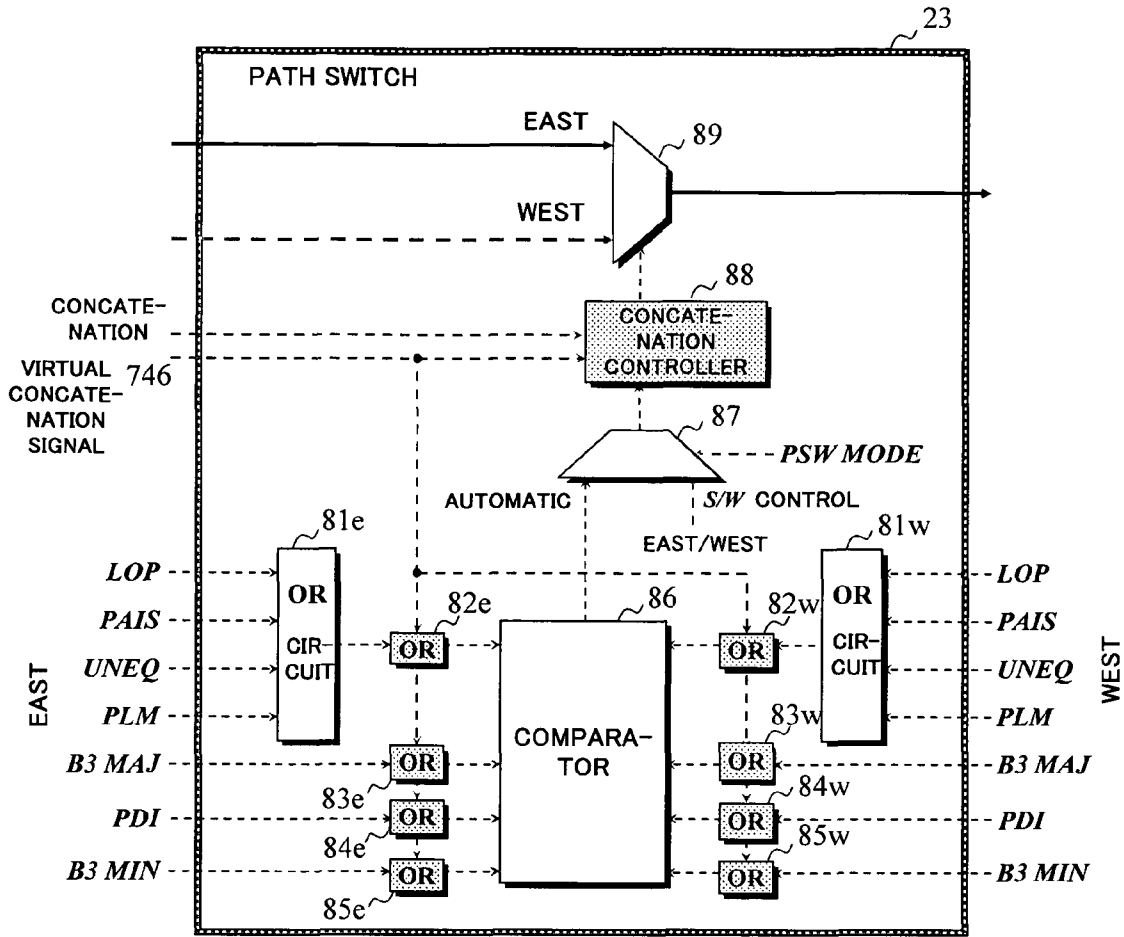 23
PATH SWITCH
EAST
89
WEST
88
CONCATE-
NATION
CONCATE-
NATION
CONTROLLER
VIRTUAL 746
CONCATE-
NATION
SIGNAL
87
PSW MODE
AUTOMATIC
S/W CONTROL
EAST/WEST
81e
81w
LOP
PAIS
UNEQ
PLM
EAST
OR
CIR-
CUIT
82e
OR
86
COMPARA-
TOR
82w
OR
OR
CIR-
CUIT
LOP
PAIS
UNEQ
PLM
WEST
B3 MAJ
OR
83e
83w
OR
B3 MAJ
PDI
OR
84e
84w
OR
PDI
B3 MIN
OR
85e
85w
OR
B3 MIN